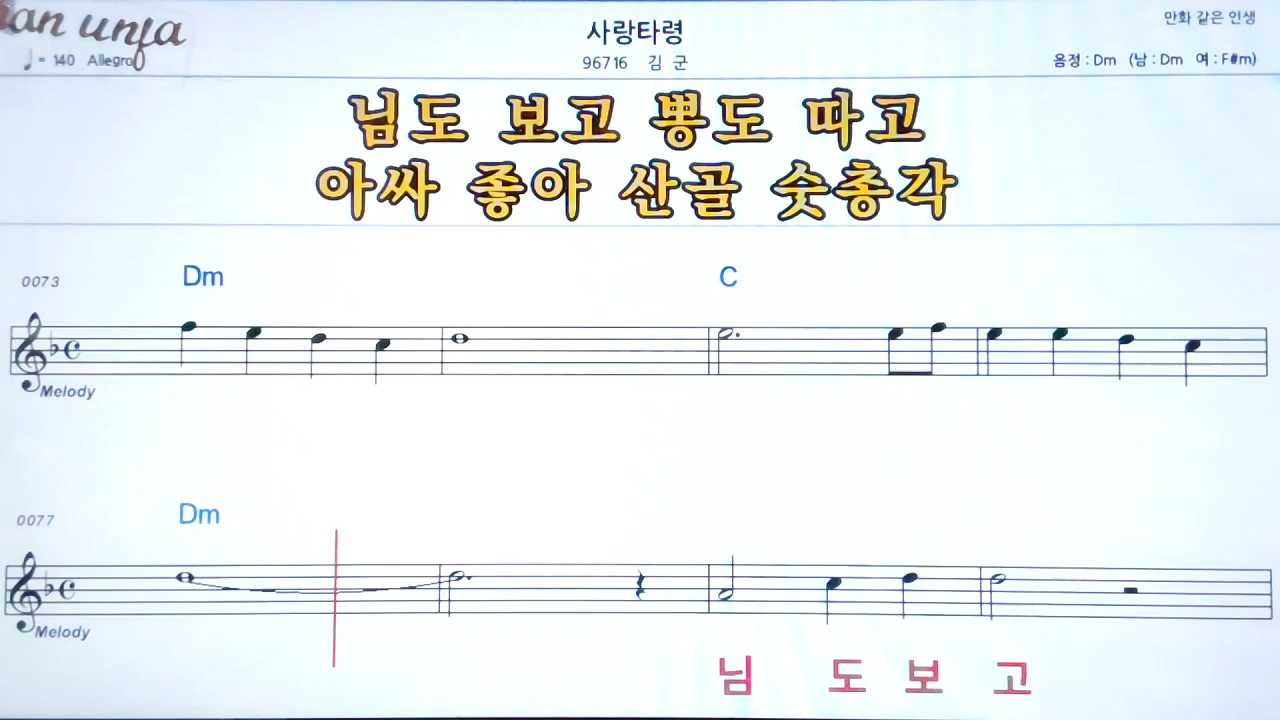 사랑타령
만화 같은 인생
♩ = 140 Allegro
96716 김 군
음정 : Dm (남 : Dm 여 : F#m)
님도 보고 뽕도 따고
아싸 좋아 산골 숫총각
0073 Dm C
Melody
0077 Dm
Melody
님 도 보 고